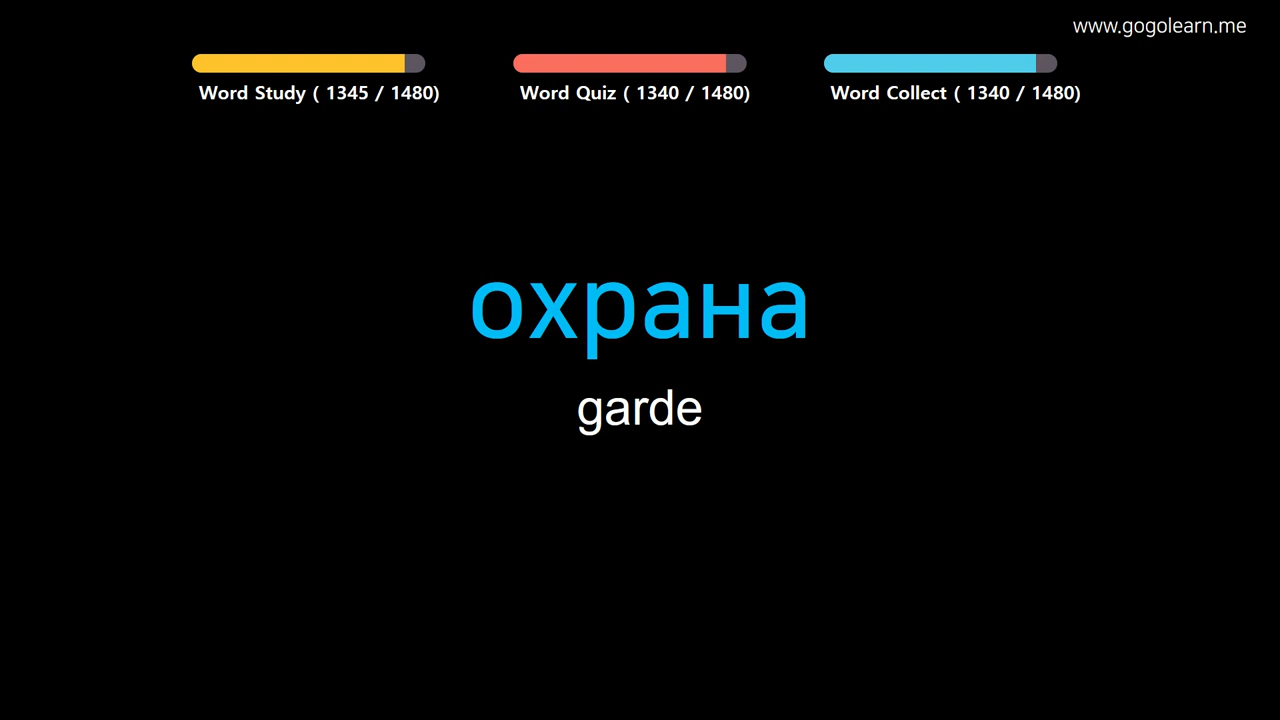 www.gogolearn.me
Word Study ( 1345 / 1480)
Word Quiz ( 1340 / 1480)
Word Collect ( 1340 / 1480)
охрана
garde